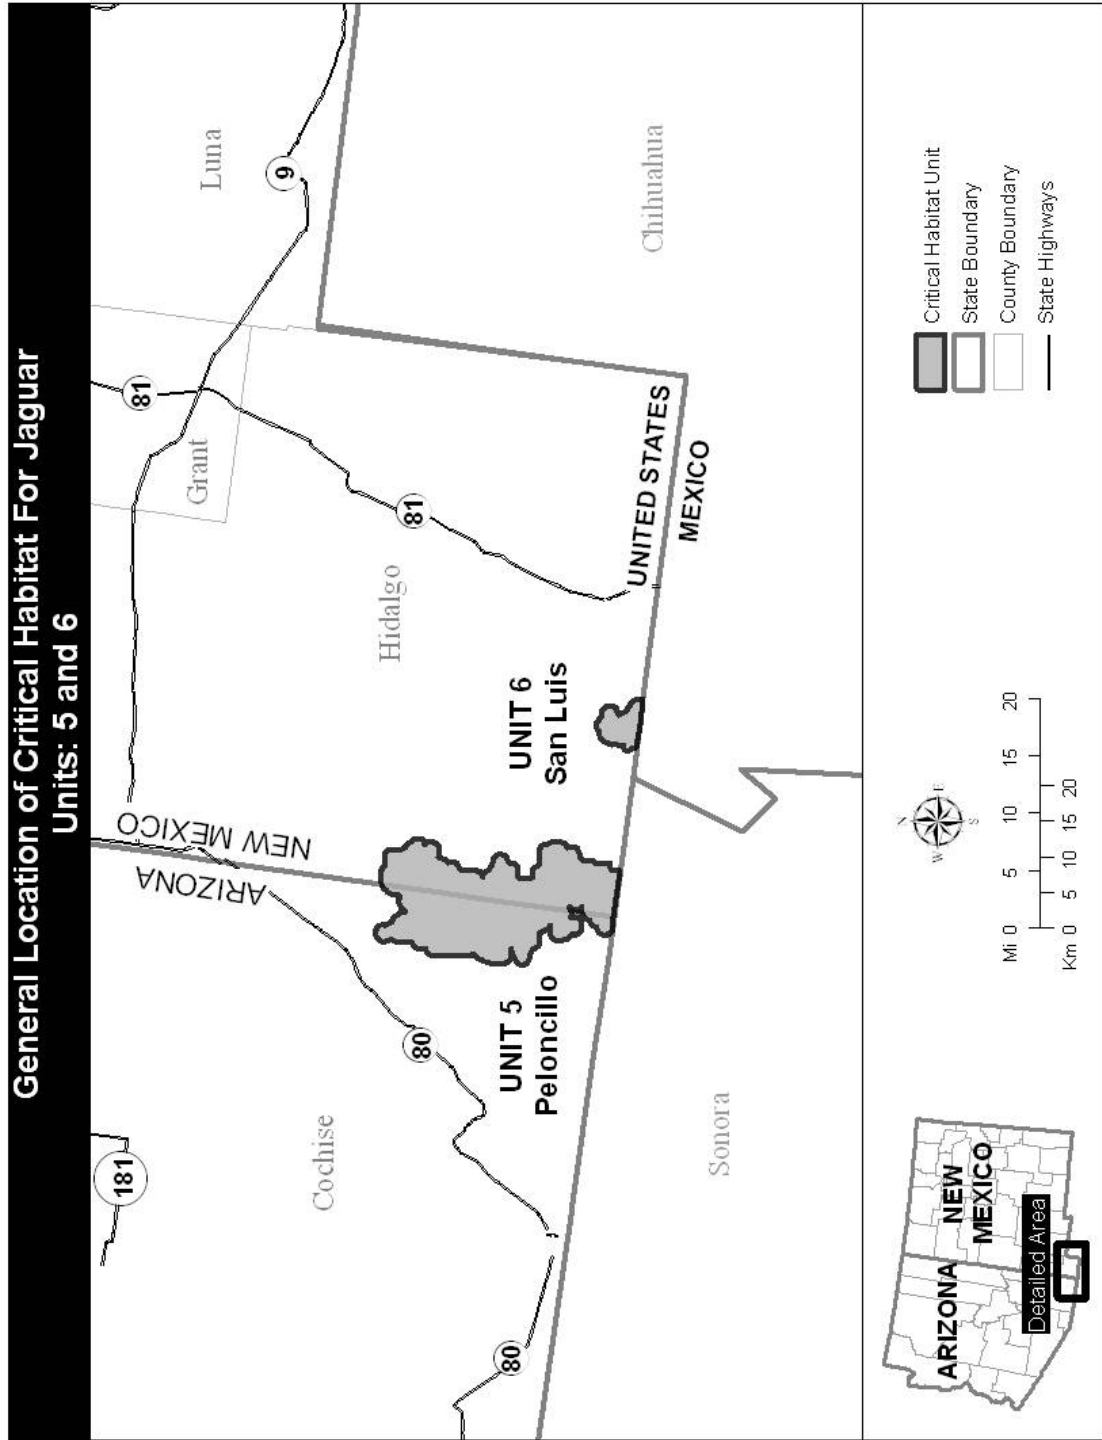 General Location of Critical Habitat For Jaguar
Units: 5 and 6
181
Cochise
80
80
ARIZONA
NEW MEXICO
81
Grant
Luna
9
Hidalgo
81
UNIT 5
Peloncillo
UNIT 6
San Luis
UNITED STATES
MEXICO
Sonora
Chihuahua
ARIZONA
NEW
MEXICO
Detailed Area
N
W
E
S
Mi 0 5 10 15 20
Km 0 5 10 15 20
Critical Habitat Unit
State Boundary
County Boundary
State Highways